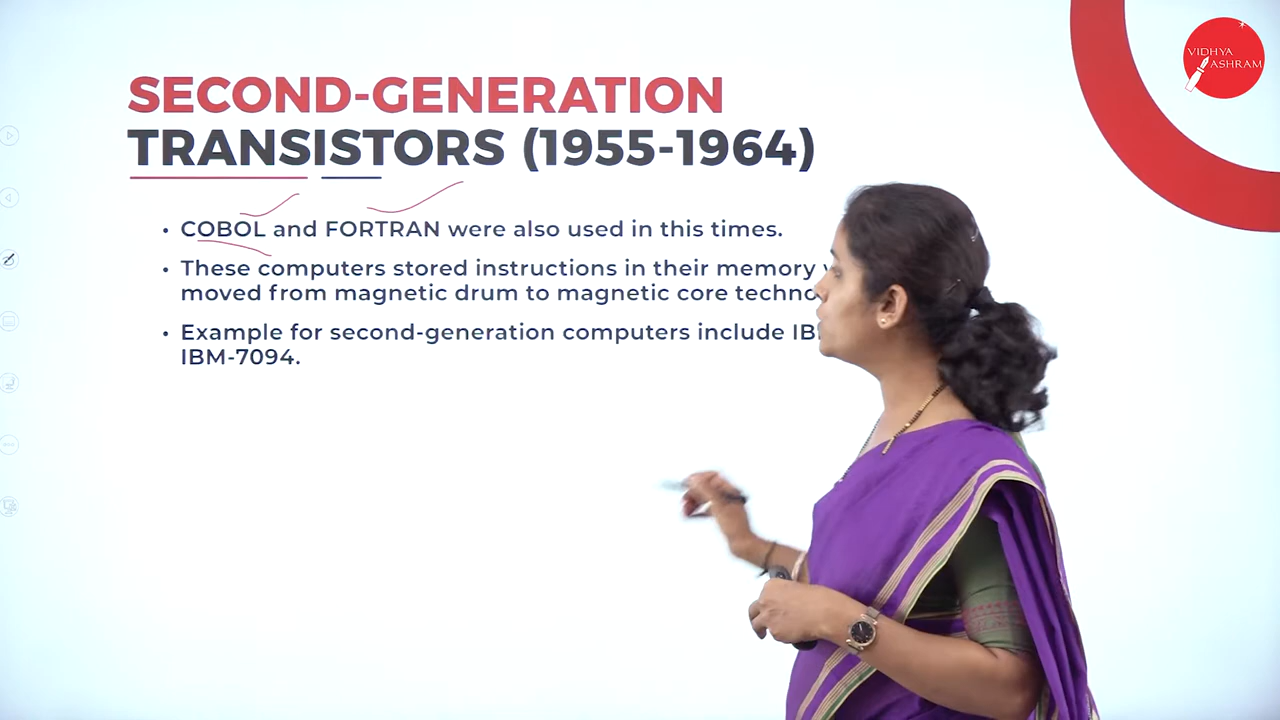 VIDHYA
ASHRAM
SECOND-GENERATION
TRANSISTORS (1955-1964)
• COBOL and FORTRAN were also used in this times.
• These computers stored instructions in their memory
moved from magnetic drum to magnetic core
• Example for second-generation computers include
IBM-7094.